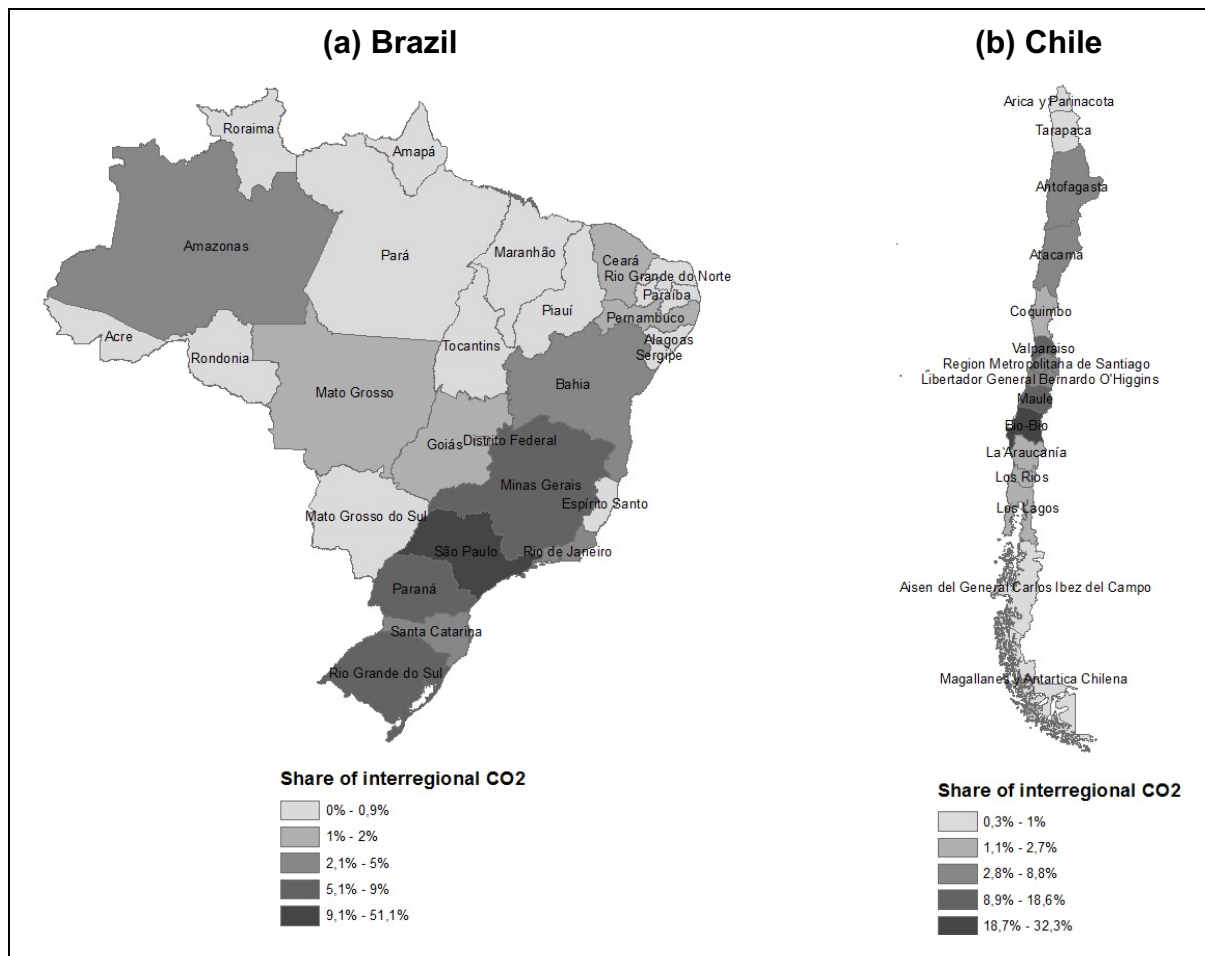 (a) Brazil
Roraima
Amapá
Amazonas
Pará
Maranhão
Ceará
Rio Grande do Norte
Paraíba
Piauí
Pernambuco
Acre
Alagoas
Sergipe
Rondonia
Tocantins
Mato Grosso
Bahia
Goiás
Distrito Federal
Minas Gerais
Espírito Santo
Mato Grosso do Sul
São Paulo
Rio de Janeiro
Paraná
Santa Catarina
Rio Grande do Sul
Share of interregional CO2
0% - 0,9%
1% - 2%
2,1% - 5%
5,1% - 9%
9,1% - 51,1%
(b) Chile
Arica y Parinacota
Tarapaca
Antofagasta
Atacama
Coquimbo
Valparaiso
Region Metropolitana de Santiago
Libertador General Bernardo O'Higgins
Maule
Bio-Bio
La Araucanía
Los Rios
Los Lagos
Aisen del General Carlos Ibez del Campo
Magallanes y Antartica Chilena
Share of interregional CO2
0,3% - 1%
1,1% - 2,7%
2,8% - 8,8%
8,9% - 18,6%
18,7% - 32,3%